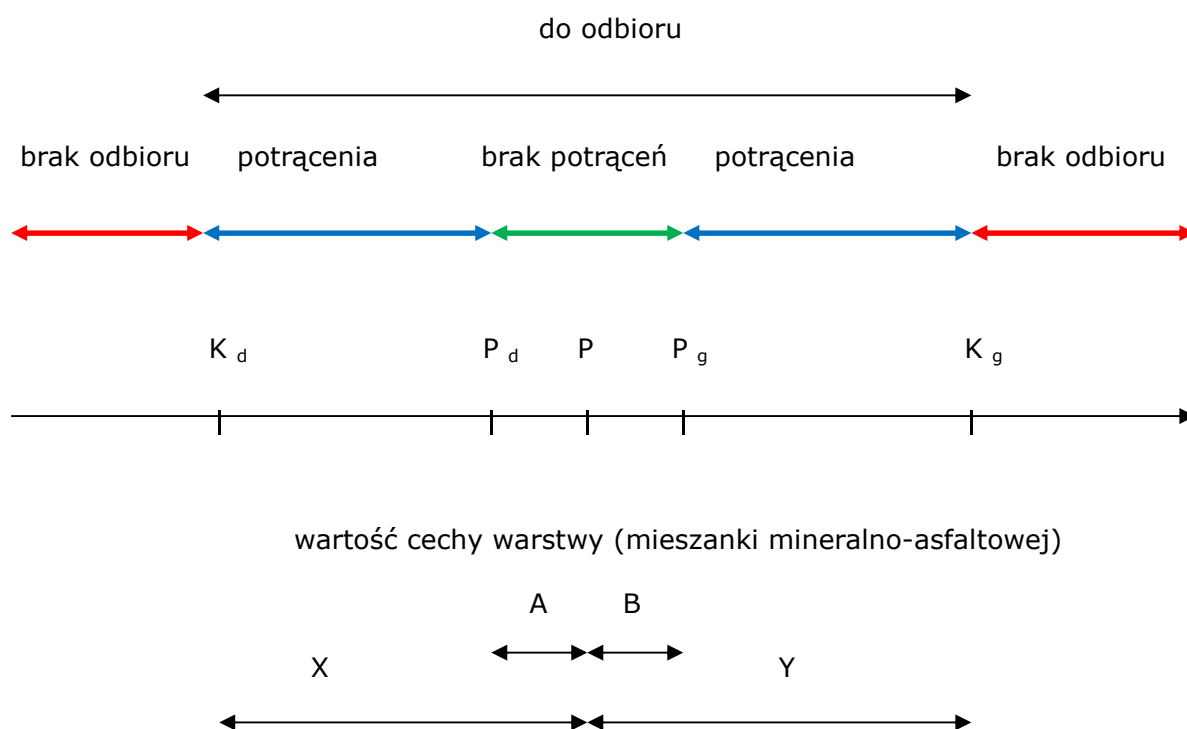 do odbioru
brak odbioru potrącenia brak potrąceń potrącenia brak odbioru
K d P d P P g K g
wartość cechy warstwy (mieszanki mineralno-asfaltowej)
A B
X Y